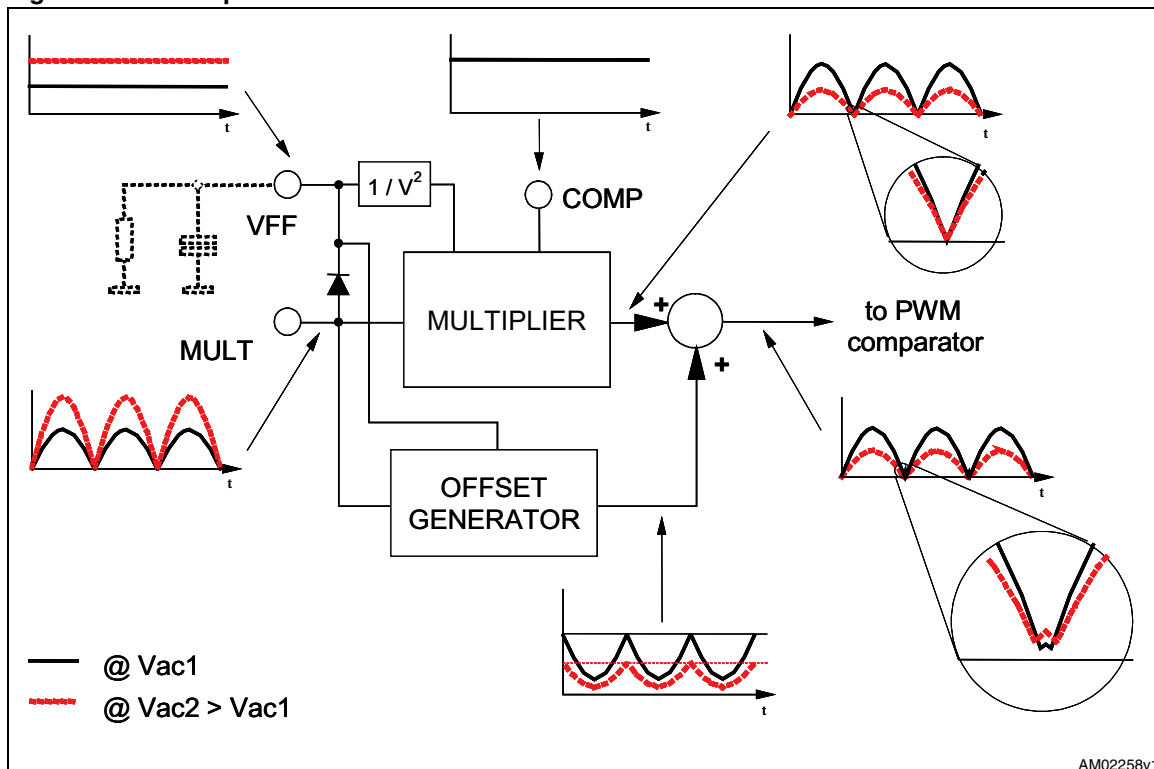 t
t
t
1 / V²
VFF
COMP
MULTIPLIER
+
to PWM
comparator
MULT
+
t
t
OFFSET
GENERATOR
@ Vac1
t
@ Vac2 > Vac1